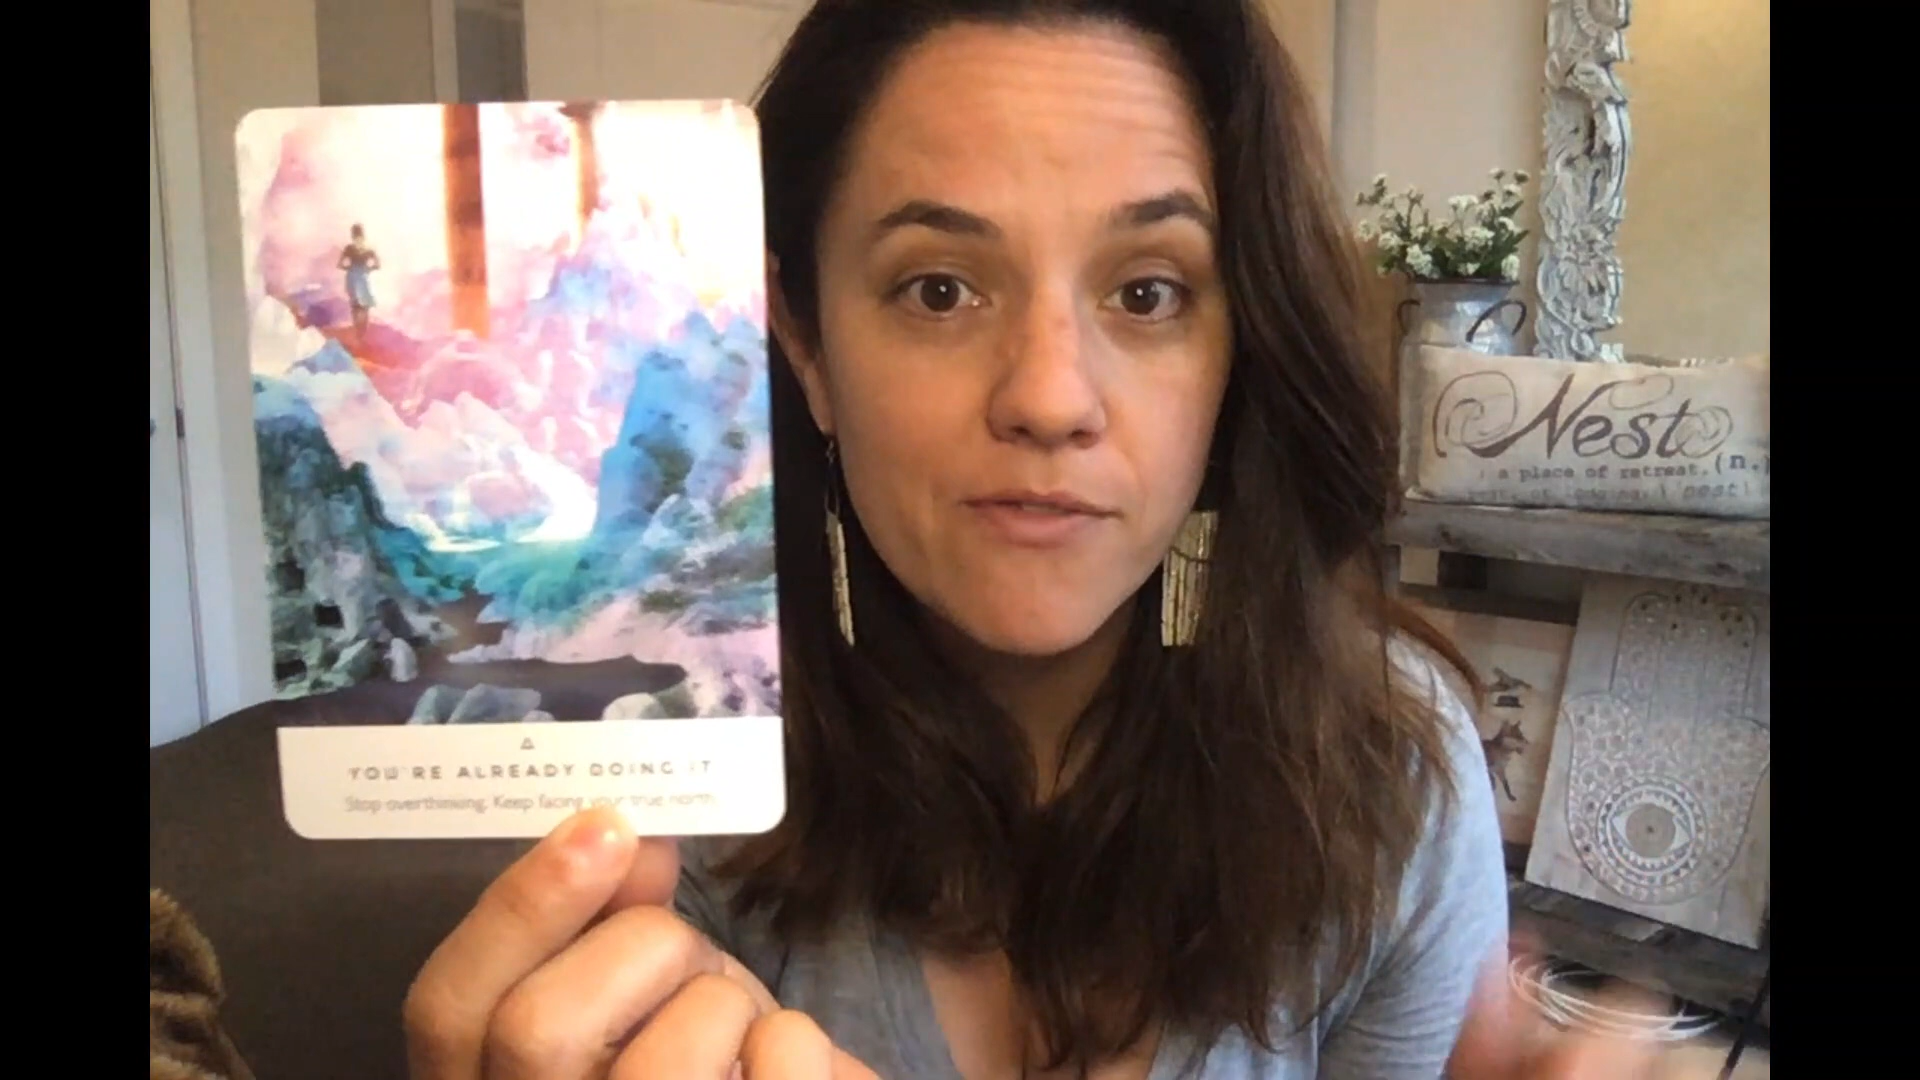 YOU'RE ALREADY DOING IT
Stop overthinking. Keep facing your true north.
Nest
a place of retreat. (n.)